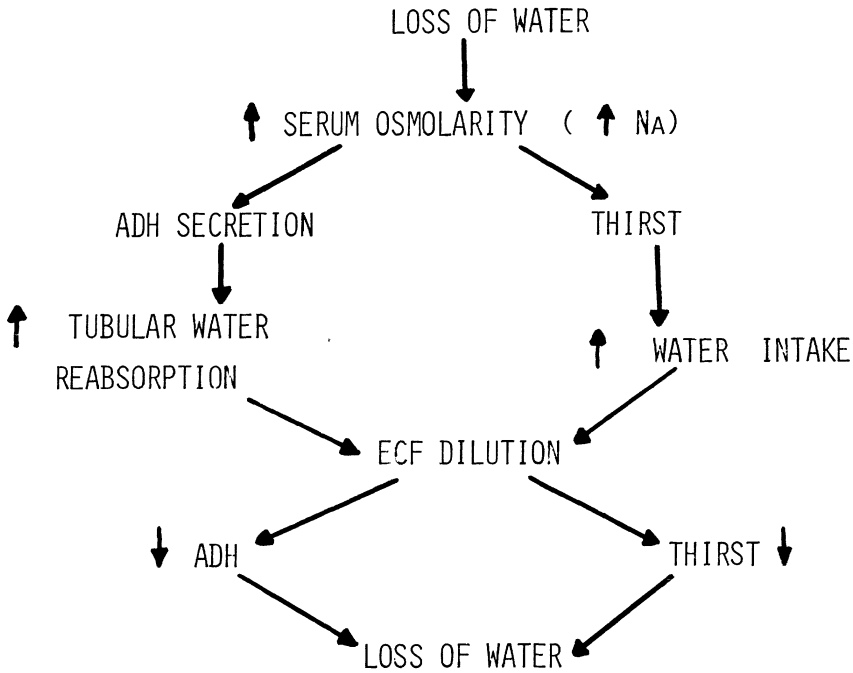 LOSS OF WATER
↑ SERUM OSMOLARITY ( ↑ NA)
ADH SECRETION
THIRST
↑ TUBULAR WATER
REABSORPTION
↑ WATER INTAKE
ECF DILUTION
↓ ADH
THIRST ↓
LOSS OF WATER